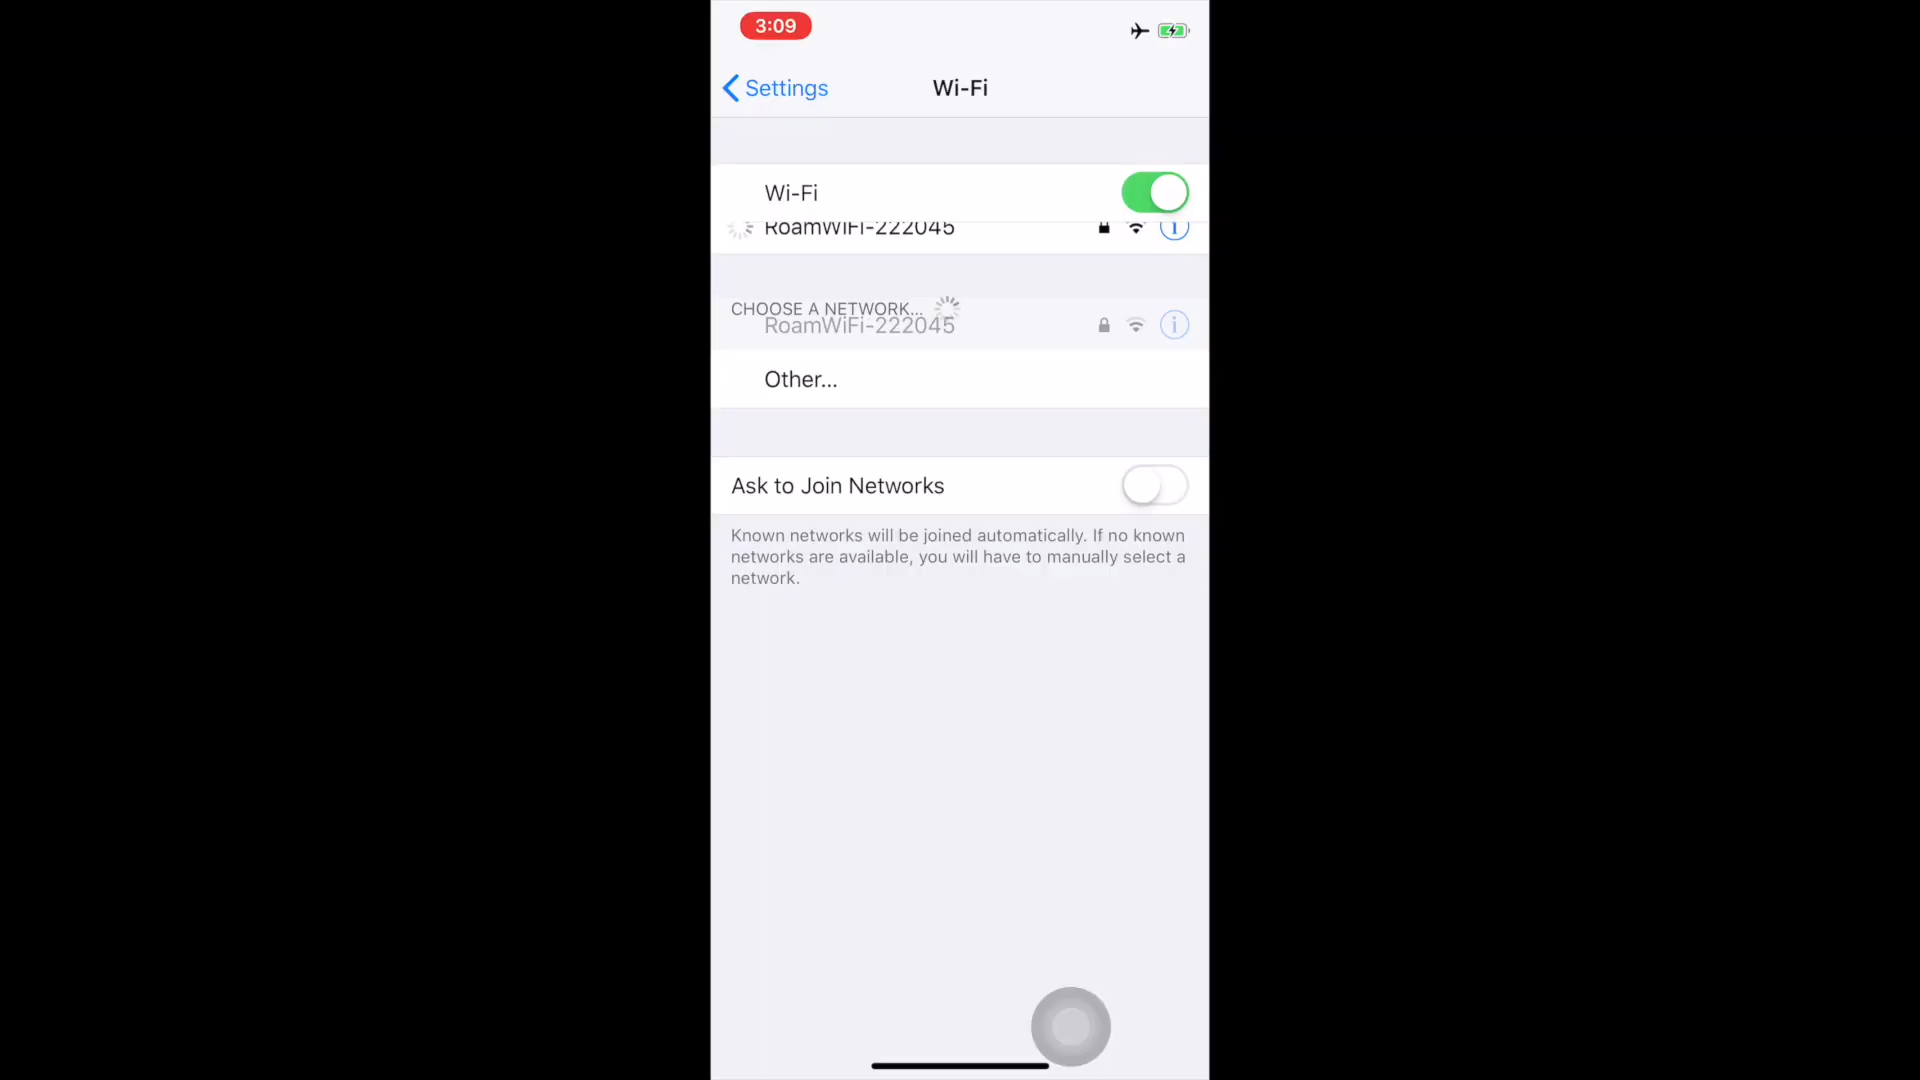 3:09
Settings
Wi-Fi
Wi-Fi
RoamWiFi-222045
CHOOSE A NETWORK...
RoamWiFi-222045
Other...
Ask to Join Networks
Known networks will be joined automatically. If no known
networks are available, you will have to manually select a
network.